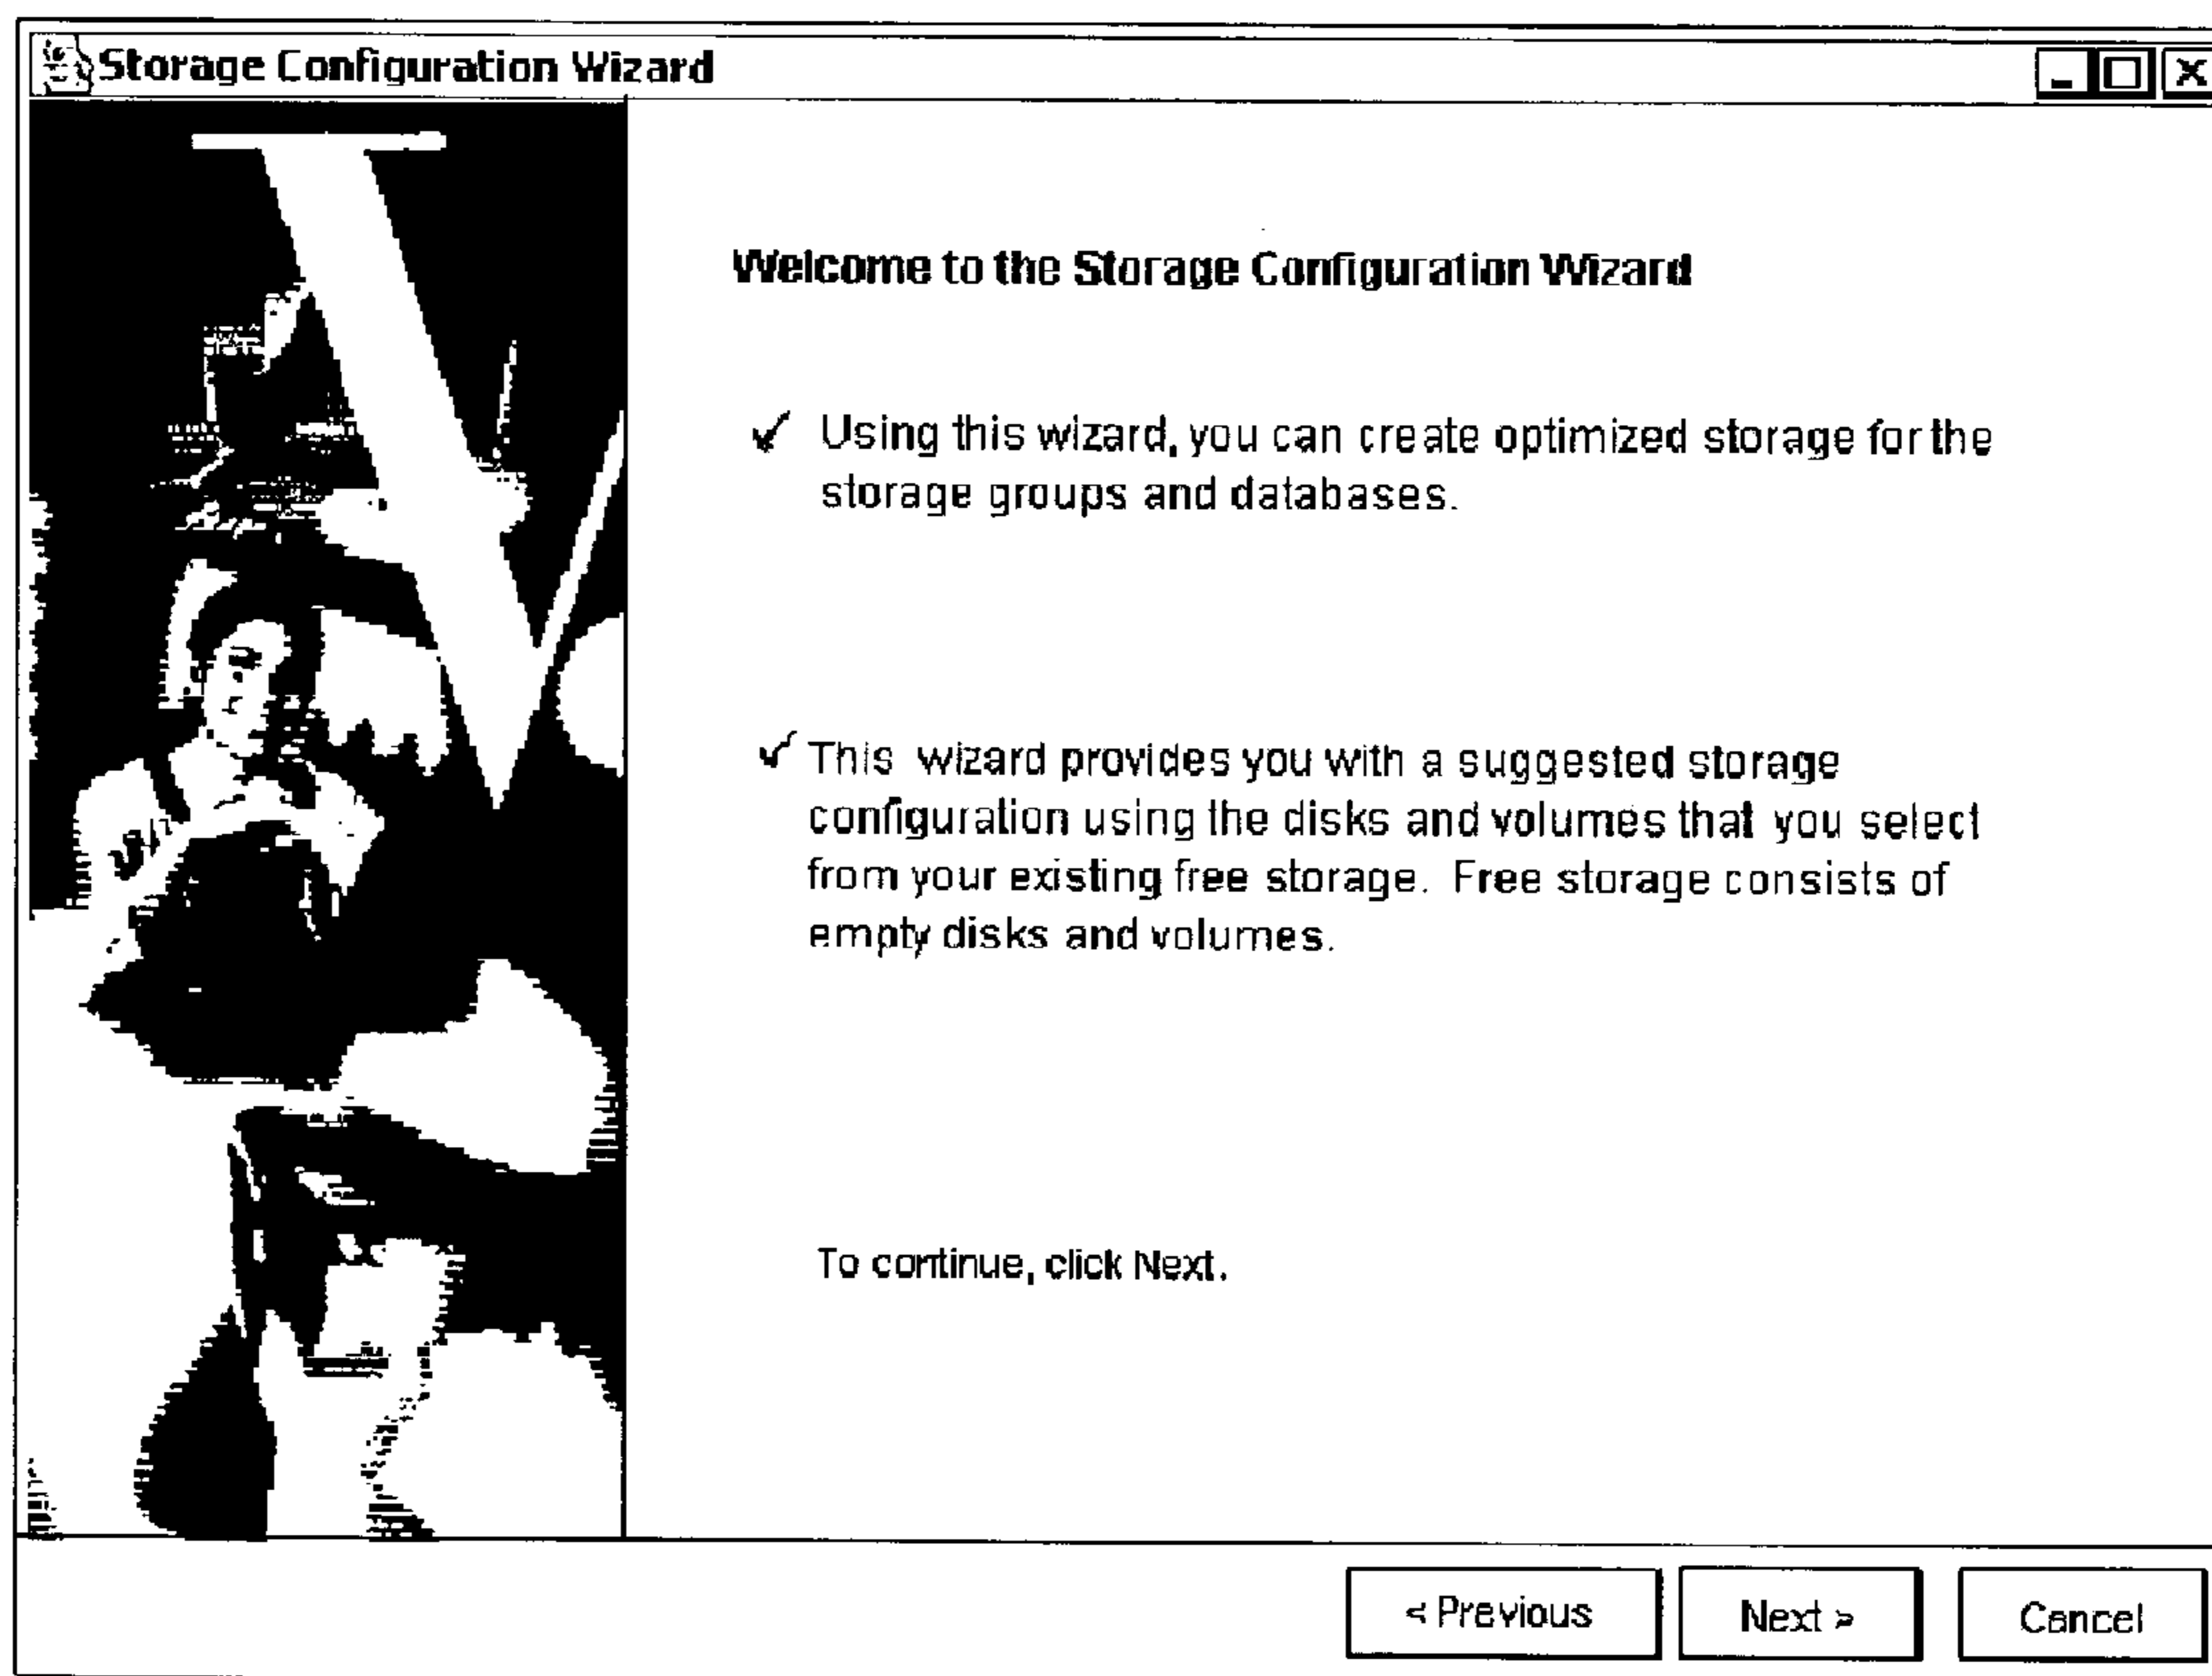 Storage Configuration Wizard
Welcome to the Storage Configuration Wizard
✓ Using this wizard, you can create optimized storage for the
storage groups and databases.
✓ This wizard provides you with a suggested storage
configuration using the disks and volumes that you select
from your existing free storage. Free storage consists of
empty disks and volumes.
To continue, click Next.
< Previous
Next >
Cancel